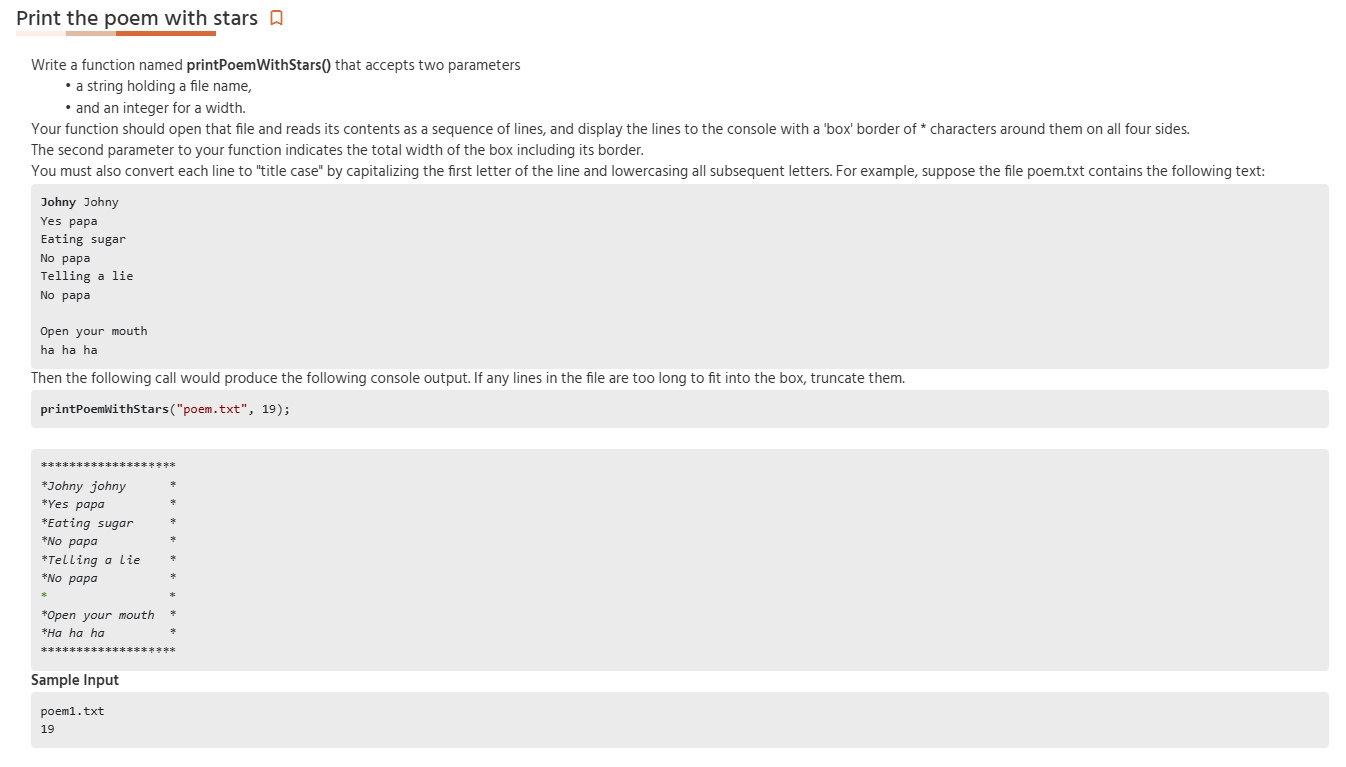 Print the poem with stars
Write a function named printPoemWithStars() that accepts two parameters
• a string holding a file name,
• and an integer for a width.
Your function should open that file and reads its contents as a sequence of lines, and display the lines to the console with a 'box' border of * characters around them on all four sides.
The second parameter to your function indicates the total width of the box including its border.
You must also convert each line to "title case" by capitalizing the first letter of the line and lowercasing all subsequent letters. For example, suppose the file poem.txt contains the following text:
Johny Johny
Yes papa
Eating sugar
No papa
Telling a lie
No papa

Open your mouth
ha ha ha
Then the following call would produce the following console output. If any lines in the file are too long to fit into the box, truncate them.
printPoemWithStars("poem.txt", 19);
*******************
*Johny johny      *
*Yes papa         *
*Eating sugar     *
*No papa          *
*Telling a lie    *
*No papa          *
*                 *
*Open your mouth  *
*Ha ha ha         *
*******************
Sample Input
poem1.txt
19